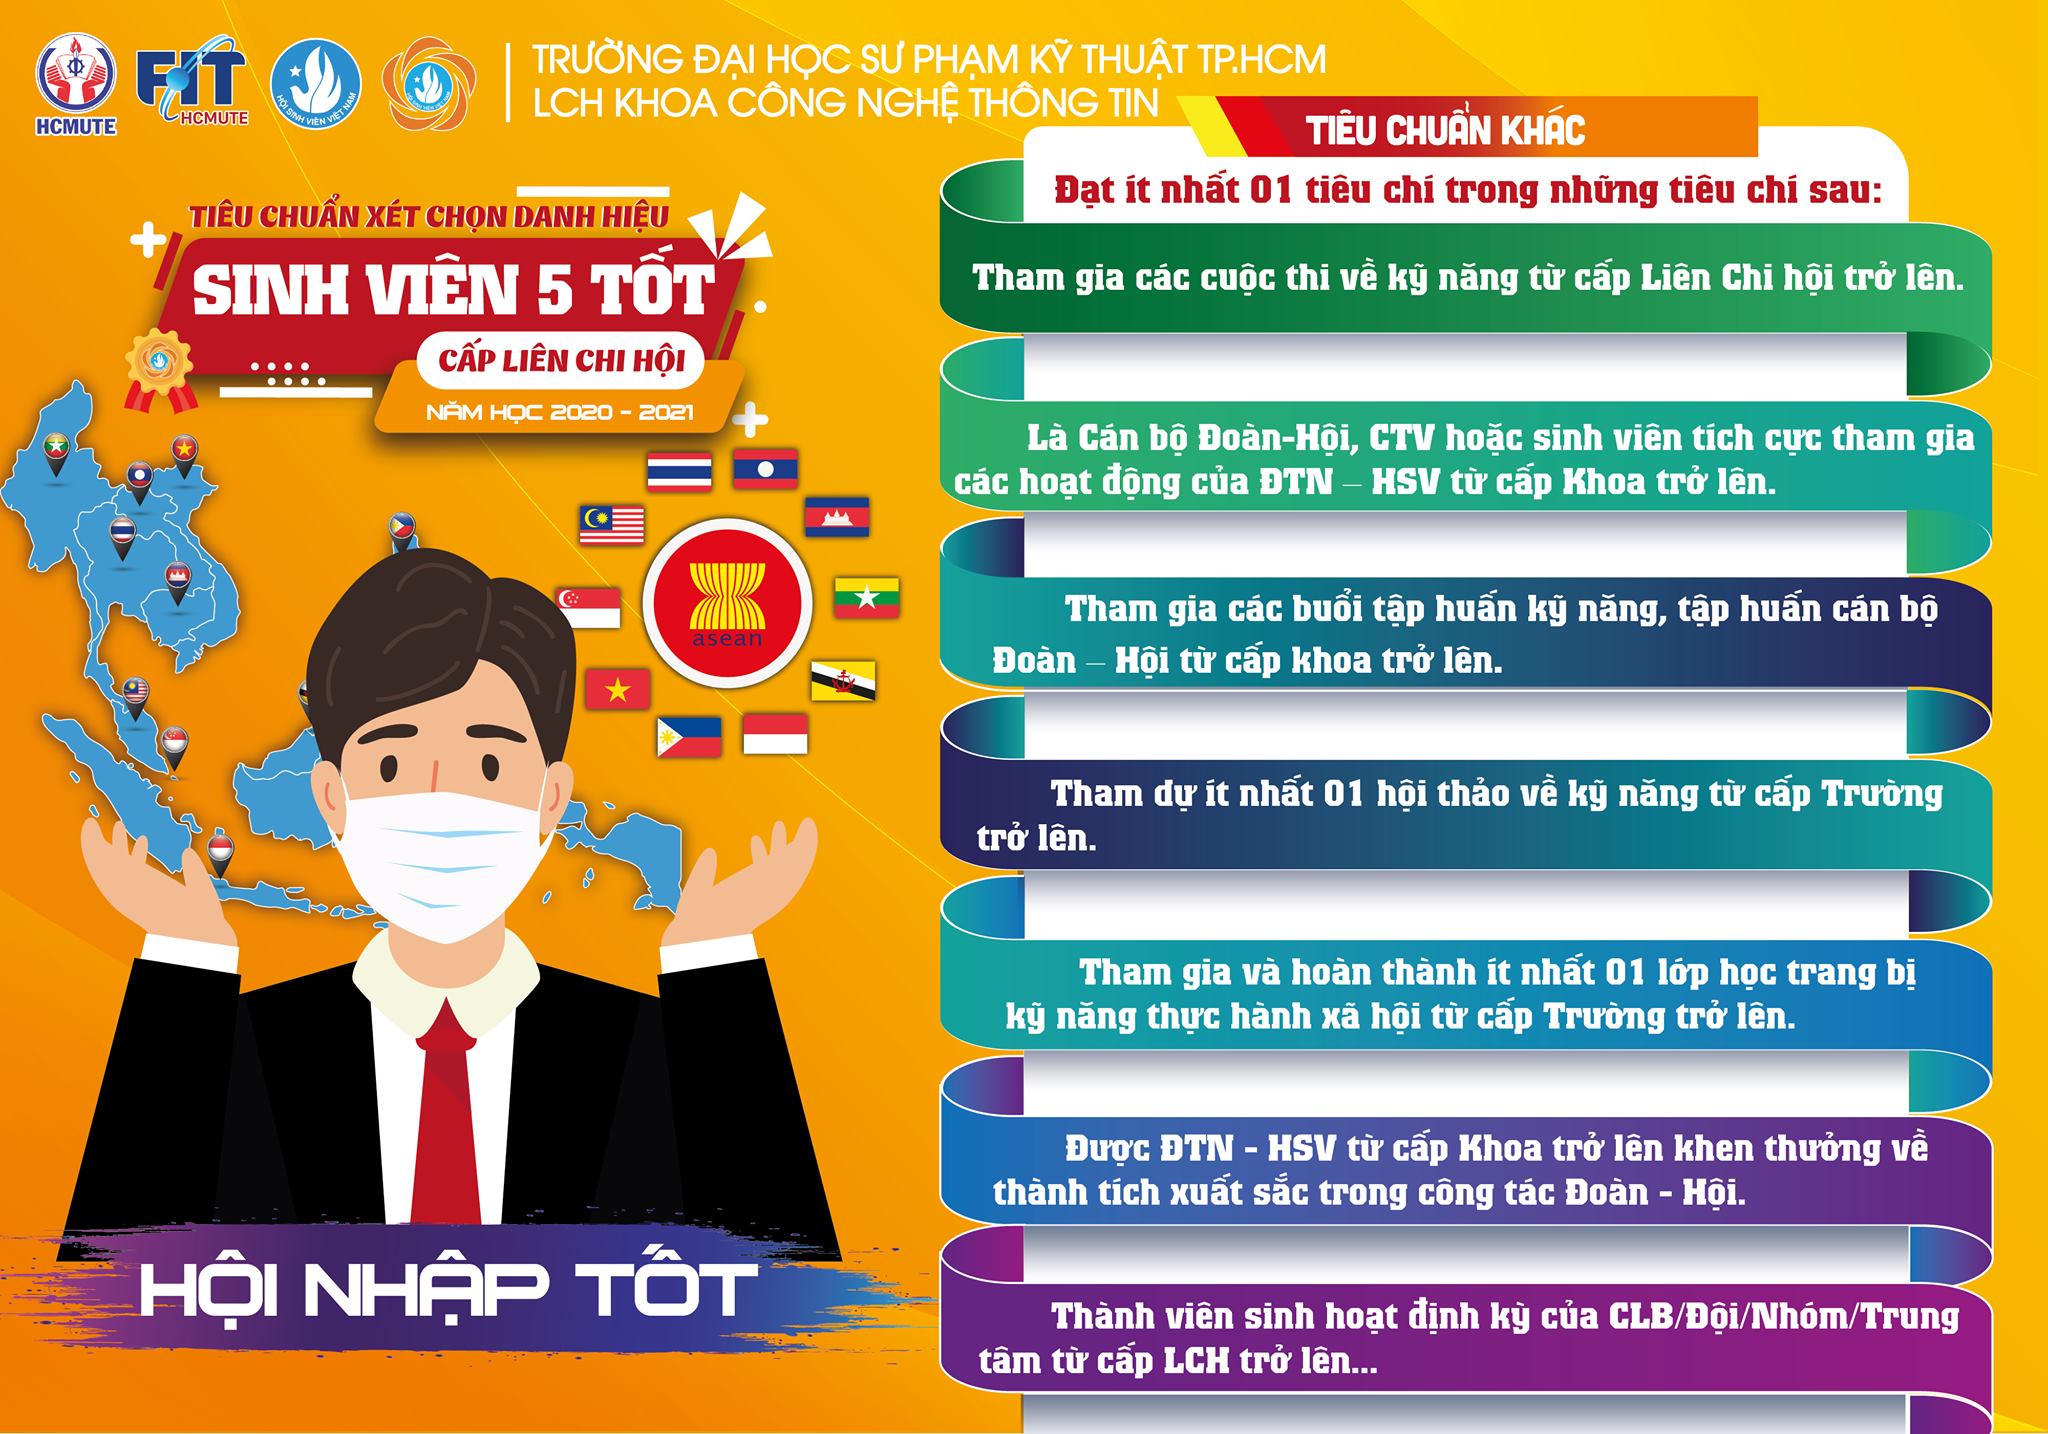 HCMUTE
FIT
HCMUTE
HỘI SINH VIÊN VIỆT NAM
TRƯỜNG ĐẠI HỌC SƯ PHẠM KỸ THUẬT TP.HCM
LCH KHOA CÔNG NGHỆ THÔNG TIN
TIÊU CHUẨN XÉT CHỌN DANH HIỆU
SINH VIÊN 5 TỐT
CẤP LIÊN CHI HỘI
NĂM HỌC 2020 - 2021
asean
HỘI NHẬP TỐT
TIÊU CHUẨN KHÁC
Đạt ít nhất 01 tiêu chí trong những tiêu chí sau:
Tham gia các cuộc thi về kỹ năng từ cấp Liên Chi hội trở lên.
Là Cán bộ Đoàn-Hội, CTV hoặc sinh viên tích cực tham gia
các hoạt động của ĐTN – HSV từ cấp Khoa trở lên.
Tham gia các buổi tập huấn kỹ năng, tập huấn cán bộ
Đoàn – Hội từ cấp khoa trở lên.
Tham dự ít nhất 01 hội thảo về kỹ năng từ cấp Trường
trở lên.
Tham gia và hoàn thành ít nhất 01 lớp học trang bị
kỹ năng thực hành xã hội từ cấp Trường trở lên.
Được ĐTN - HSV từ cấp Khoa trở lên khen thưởng về
thành tích xuất sắc trong công tác Đoàn - Hội.
Thành viên sinh hoạt định kỳ của CLB/Đội/Nhóm/Trung
tâm từ cấp LCH trở lên...